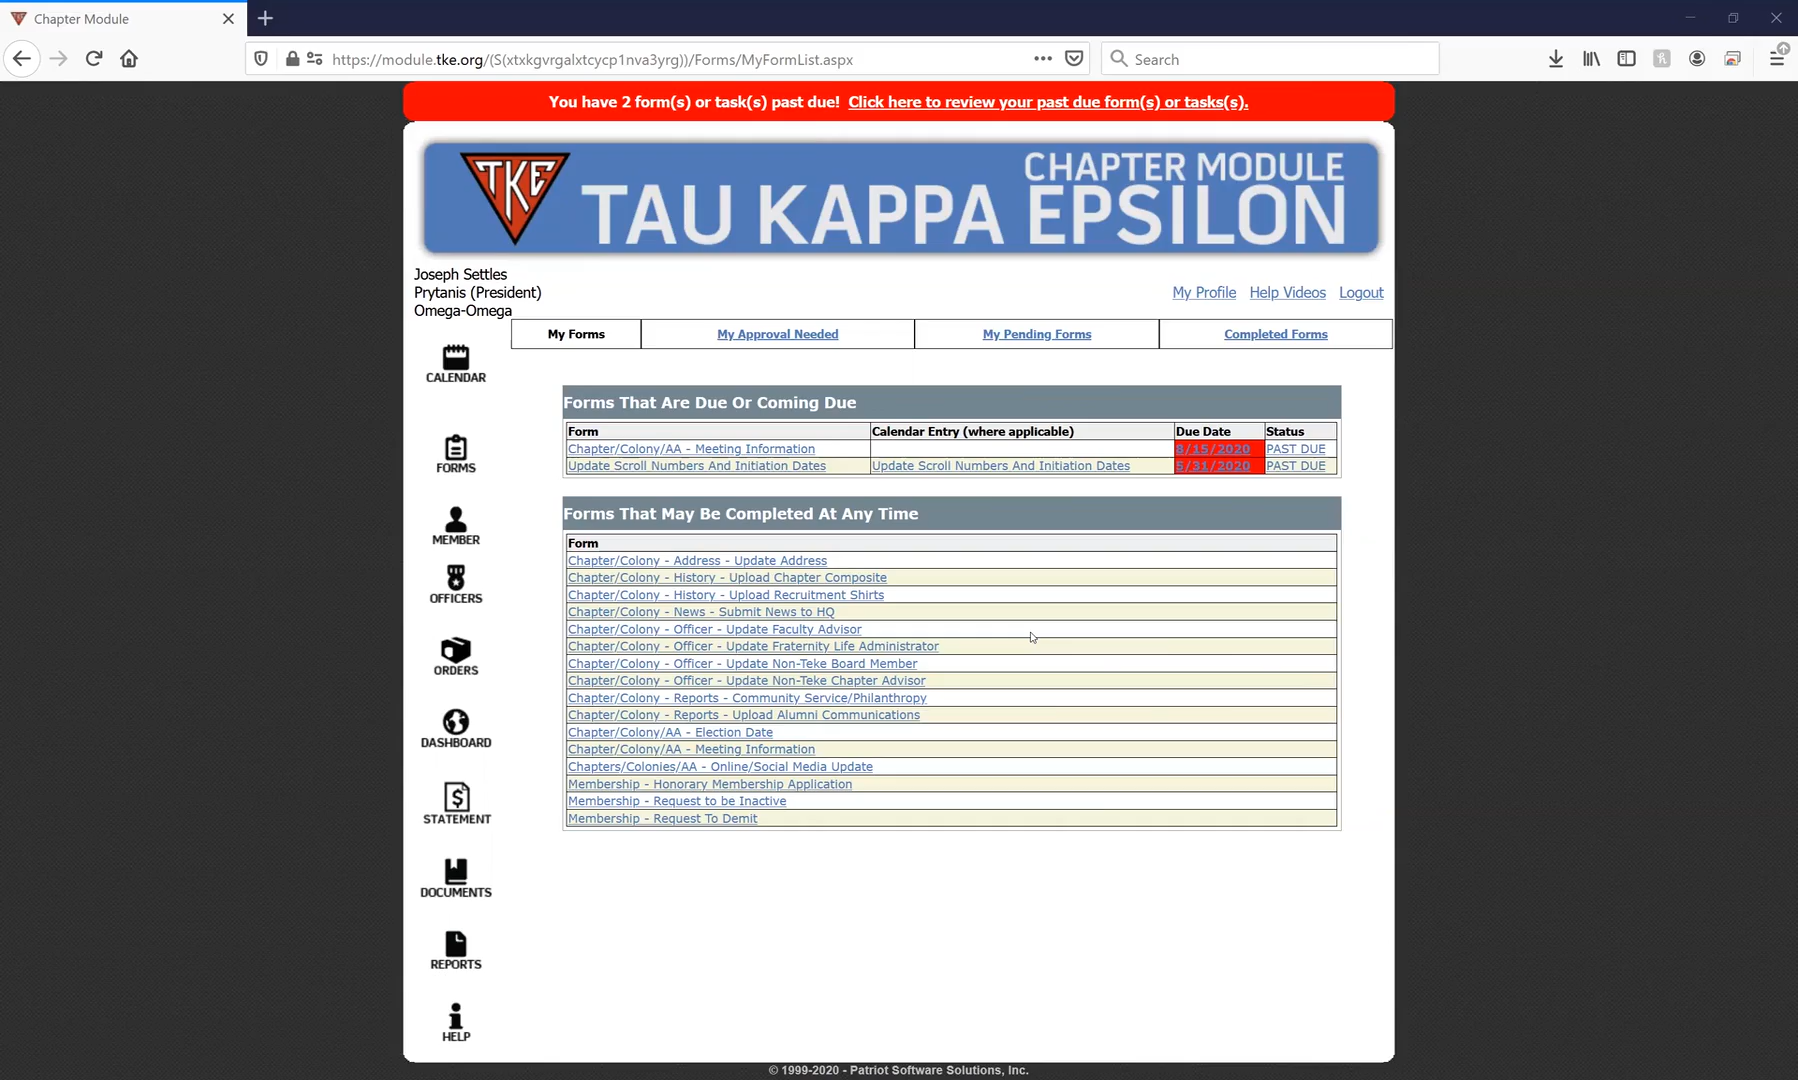 Chapter Module
https://module.tke.org/(S(xtxkgvrgalxtcycp1nva3yrg))/Forms/MyFormList.aspx
Search
You have 2 form(s) or task(s) past due! Click here to review your past due form(s) or tasks(s).
TKE
CHAPTER MODULE
TAU KAPPA EPSILON
Joseph Settles
Prytanis (President)
Omega-Omega
My Profile Help Videos Logout
My Forms My Approval Needed My Pending Forms Completed Forms
CALENDAR
FORMS
MEMBER
OFFICERS
ORDERS
DASHBOARD
STATEMENT
DOCUMENTS
REPORTS
HELP
Forms That Are Due Or Coming Due
Form Calendar Entry (where applicable) Due Date Status
Chapter/Colony/AA - Meeting Information 8/15/2020 PAST DUE
Update Scroll Numbers And Initiation Dates Update Scroll Numbers And Initiation Dates 5/31/2020 PAST DUE
Forms That May Be Completed At Any Time
Form
Chapter/Colony - Address - Update Address
Chapter/Colony - History - Upload Chapter Composite
Chapter/Colony - History - Upload Recruitment Shirts
Chapter/Colony - News - Submit News to HQ
Chapter/Colony - Officer - Update Faculty Advisor
Chapter/Colony - Officer - Update Fraternity Life Administrator
Chapter/Colony - Officer - Update Non-Teke Board Member
Chapter/Colony - Officer - Update Non-Teke Chapter Advisor
Chapter/Colony - Reports - Community Service/Philanthropy
Chapter/Colony - Reports - Upload Alumni Communications
Chapter/Colony/AA - Election Date
Chapter/Colony/AA - Meeting Information
Chapters/Colonies/AA - Online/Social Media Update
Membership - Honorary Membership Application
Membership - Request to be Inactive
Membership - Request To Demit
© 1999-2020 - Patriot Software Solutions, Inc.